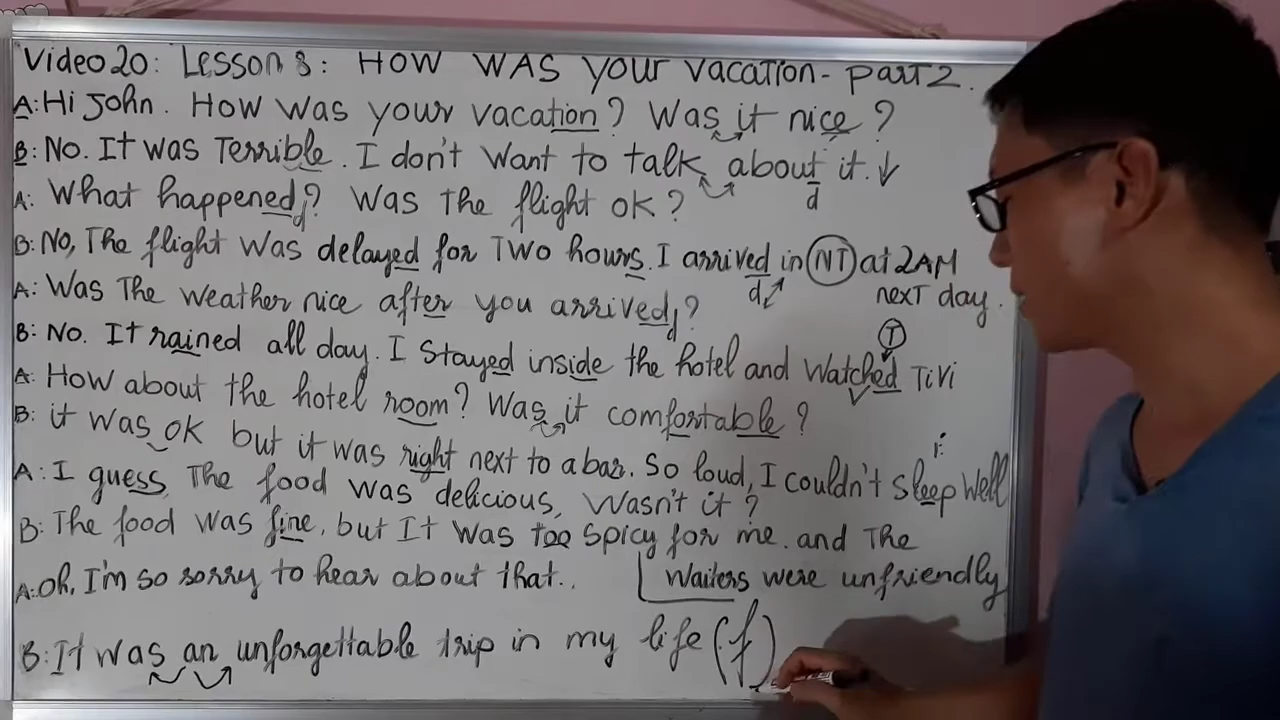 Video 20: Lesson 8: HOW WAS your vacation - part 2.
A: Hi John. How was your vacation? Was it nice?
B: No. It was Terrible. I don't want to talk about it. ↓
d
A: What happened? Was the flight ok?
d
B: No, The flight was delayed for Two hours. I arrived in NT at 2AM
d
next day.
A: Was The weather nice after you arrived?
d
B: No. It rained all day. I stayed inside the hotel and watched TiVi
T
A: How about the hotel room? Was it comfortable?
B: it was ok but it was right next to a bar. So loud, I couldn't sleep well
i:
A: I guess The food was delicious, Wasn't it?
B: The food was fine, but It was too spicy for me. and The
waiters were unfriendly
A: Oh, I'm so sorry to hear about that..
B: It was an unforgettable trip in my life (f)